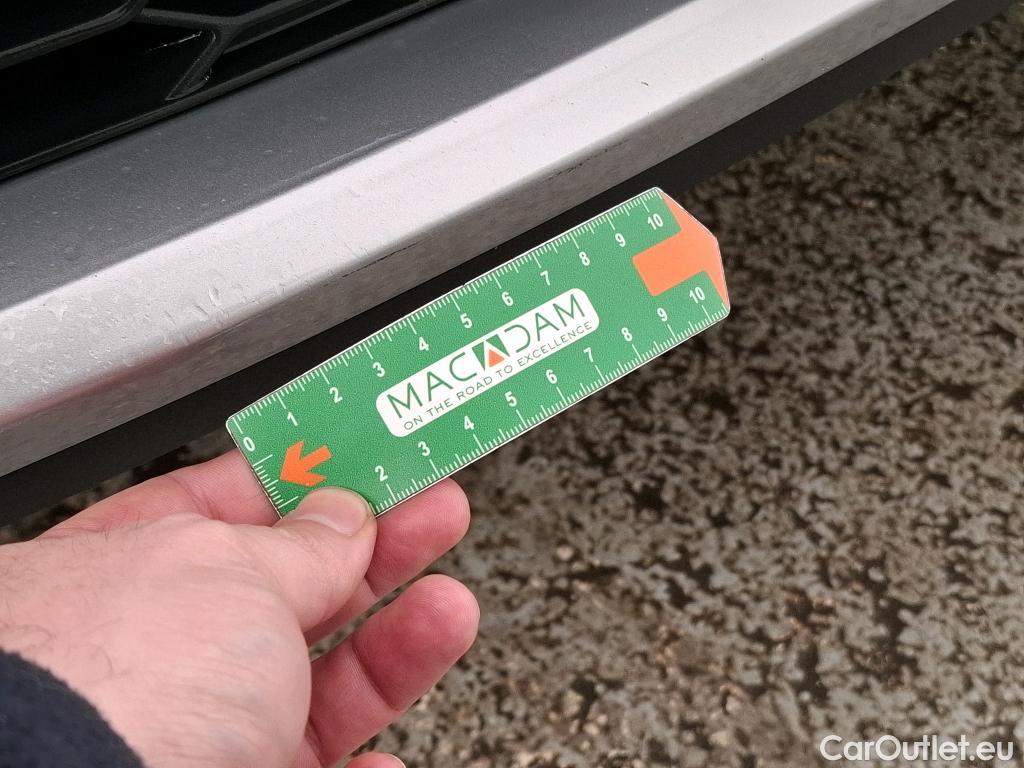 0 1 2 3 4 5 6 7 8 9 10
MACADAM
ON THE ROAD TO EXCELLENCE
2 3 4 5 6 7 8 9 10
CarOutlet.eu